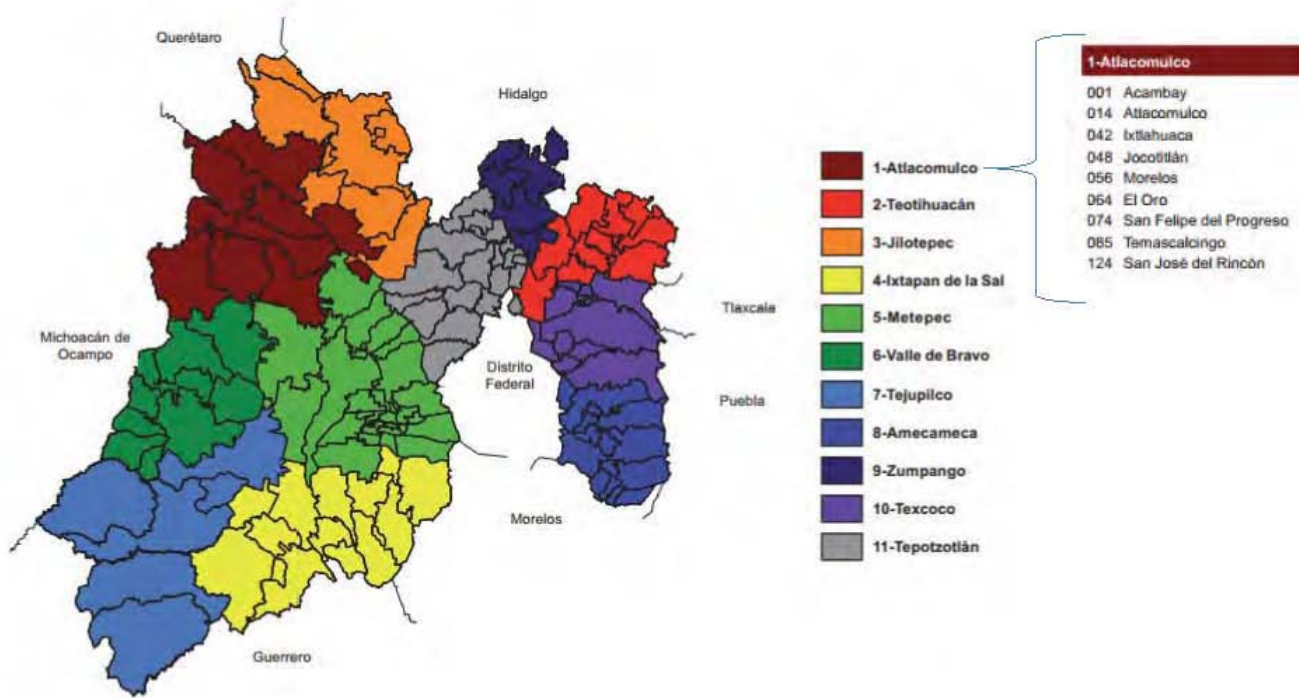 Querétaro
Hidalgo
Michoacán de
Ocampo
Distrito
Federal
Tlaxcala
Puebla
Morelos
Guerrero
1-Atlacomulco
2-Teotihuacán
3-Jilotepec
4-Ixtapan de la Sal
5-Metepec
6-Valle de Bravo
7-Tejupilco
8-Amecameca
9-Zumpango
10-Texcoco
11-Tepotzotlán
1-Atlacomulco
001 Acambay
014 Atlacomulco
042 Ixtlahuaca
048 Jocotitlán
056 Morelos
064 El Oro
074 San Felipe del Progreso
085 Temascalcingo
124 San José del Rincón